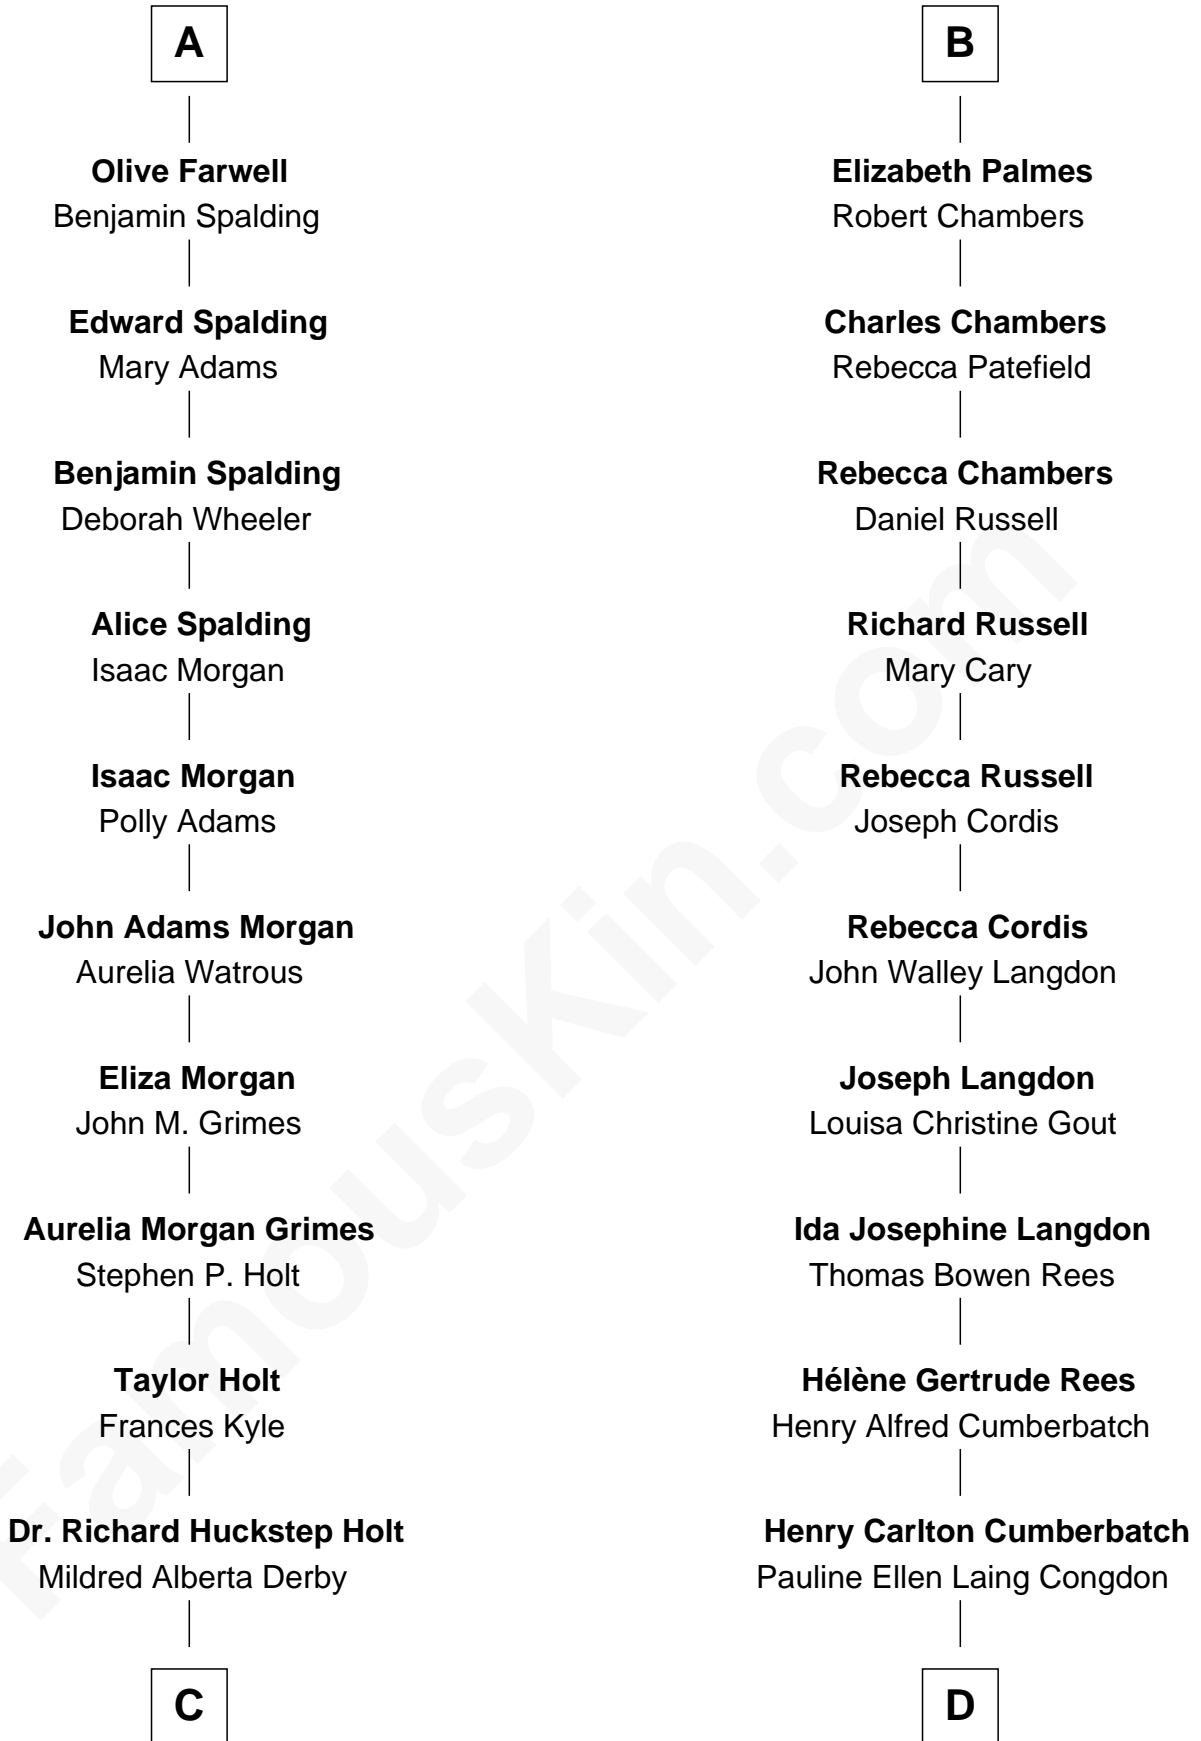 A
Olive Farwell
Benjamin Spalding
Edward Spalding
Mary Adams
Benjamin Spalding
Deborah Wheeler
Alice Spalding
Isaac Morgan
Isaac Morgan
Polly Adams
John Adams Morgan
Aurelia Watrous
Eliza Morgan
John M. Grimes
Aurelia Morgan Grimes
Stephen P. Holt
Taylor Holt
Frances Kyle
Dr. Richard Huckstep Holt
Mildred Alberta Derby
C
B
Elizabeth Palmes
Robert Chambers
Charles Chambers
Rebecca Patefield
Rebecca Chambers
Daniel Russell
Richard Russell
Mary Cary
Rebecca Russell
Joseph Cordis
Rebecca Cordis
John Walley Langdon
Joseph Langdon
Louisa Christine Gout
Ida Josephine Langdon
Thomas Bowen Rees
Hélène Gertrude Rees
Henry Alfred Cumberbatch
Henry Carlton Cumberbatch
Pauline Ellen Laing Congdon
D
FamousKin.com